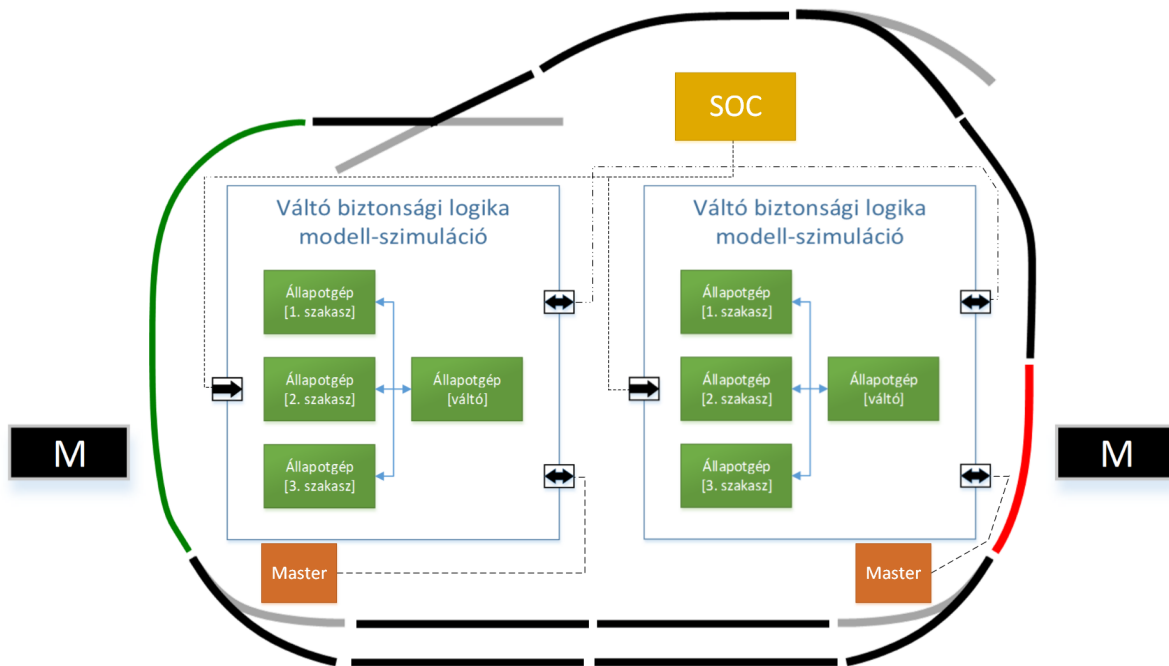 SOC
Váltó biztonsági logika
modell-szimuláció
Állapotgép
[1. szakasz]
Állapotgép
[2. szakasz]
Állapotgép
[váltó]
Állapotgép
[3. szakasz]
Váltó biztonsági logika
modell-szimuláció
Állapotgép
[1. szakasz]
Állapotgép
[2. szakasz]
Állapotgép
[váltó]
Állapotgép
[3. szakasz]
M
M
Master
Master